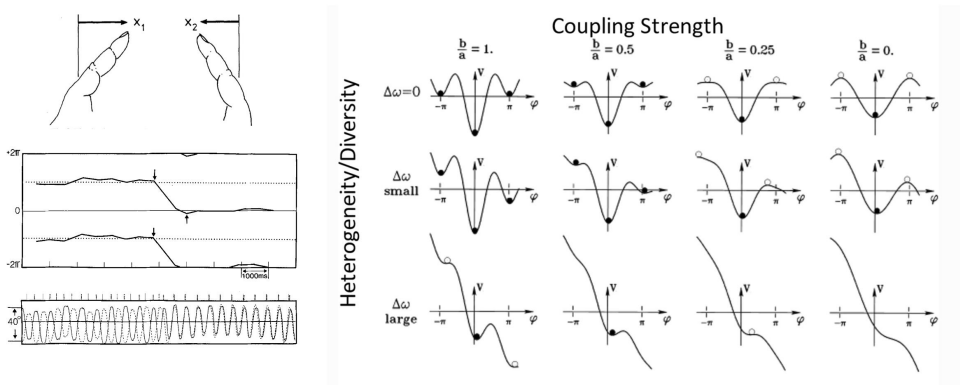 X₁ X₂
+2π
0
-2π
1000ms
40°
Coupling Strength
b/a = 1. b/a = 0.5 b/a = 0.25 b/a = 0.
Heterogeneity/Diversity
Δω=0
V V V V
-π π φ -π π φ -π π φ -π π φ
Δω
small
V V V V
-π π φ -π π φ -π π φ -π π φ
Δω
large
V V V V
-π π φ -π π φ -π π φ -π π φ